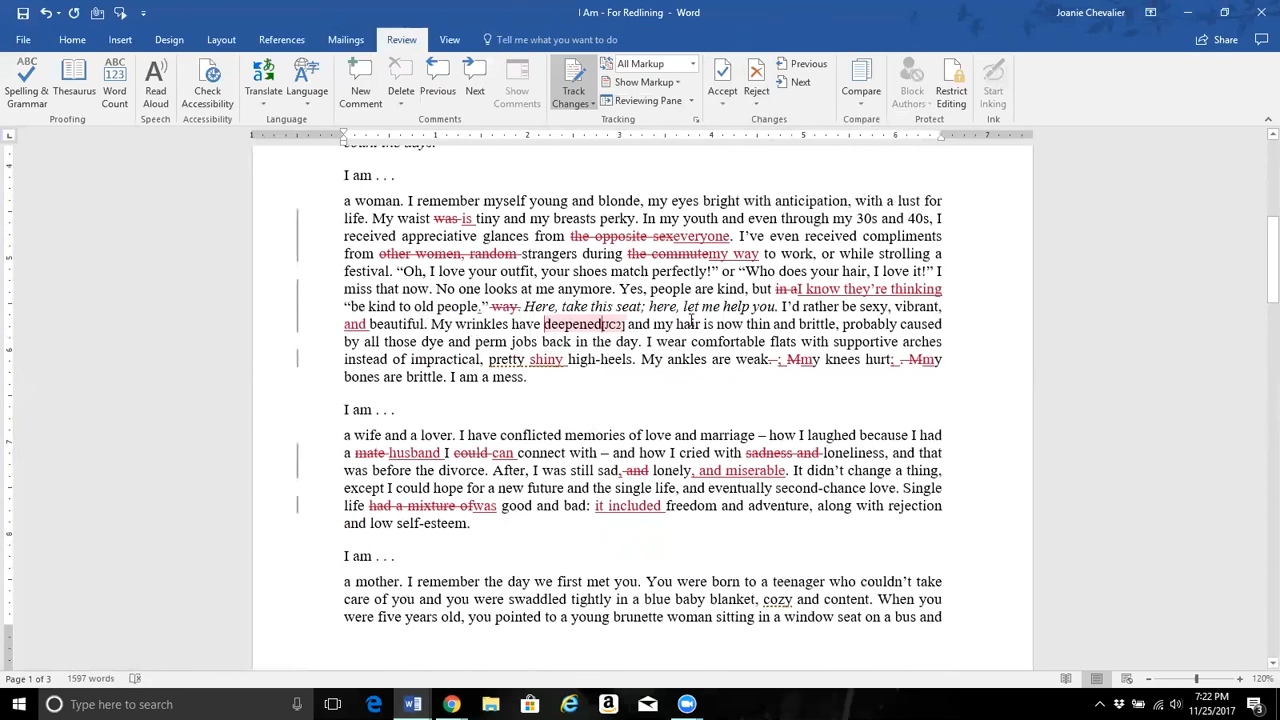 I Am - For Redlining - Word
Joanie Chevalier
File Home Insert Design Layout References Mailings Review View Tell me what you want to do
Share
ABC ABC 123
Spelling & Grammar Thesaurus Word Count Read Aloud Check Accessibility Translate Language New Comment Delete Previous Next Show Comments Track Changes All Markup Show Markup Reviewing Pane Accept Reject Previous Next Compare Block Authors Restrict Editing Start Inking
Proofing Speech Accessibility Language Comments Tracking Changes Compare Protect Ink
1 1 2 3 4 5 6 7
I am . . .
a woman. I remember myself young and blonde, my eyes bright with anticipation, with a lust for
life. My waist was is tiny and my breasts perky. In my youth and even through my 30s and 40s, I
received appreciative glances from the opposite sexeveryone. I’ve even received compliments
from other women, random strangers during the commutemy way to work, or while strolling a
festival. “Oh, I love your outfit, your shoes match perfectly!” or “Who does your hair, I love it!” I
miss that now. No one looks at me anymore. Yes, people are kind, but in aI know they’re thinking
“be kind to old people.” way. Here, take this seat; here, let me help you. I’d rather be sexy, vibrant,
and beautiful. My wrinkles have deepened[JC2] and my hair is now thin and brittle, probably caused
by all those dye and perm jobs back in the day. I wear comfortable flats with supportive arches
instead of impractical, pretty shiny high-heels. My ankles are weak. ; Mmy knees hurt; . Mmy
bones are brittle. I am a mess.
I am . . .
a wife and a lover. I have conflicted memories of love and marriage – how I laughed because I had
a mate husband I could can connect with – and how I cried with sadness and loneliness, and that
was before the divorce. After, I was still sad, and lonely, and miserable. It didn’t change a thing,
except I could hope for a new future and the single life, and eventually second-chance love. Single
life had a mixture ofwas good and bad: it included freedom and adventure, along with rejection
and low self-esteem.
I am . . .
a mother. I remember the day we first met you. You were born to a teenager who couldn’t take
care of you and you were swaddled tightly in a blue baby blanket, cozy and content. When you
were five years old, you pointed to a young brunette woman sitting in a window seat on a bus and
Page 1 of 3 1597 words
120%
Type here to search
7:22 PM
11/25/2017